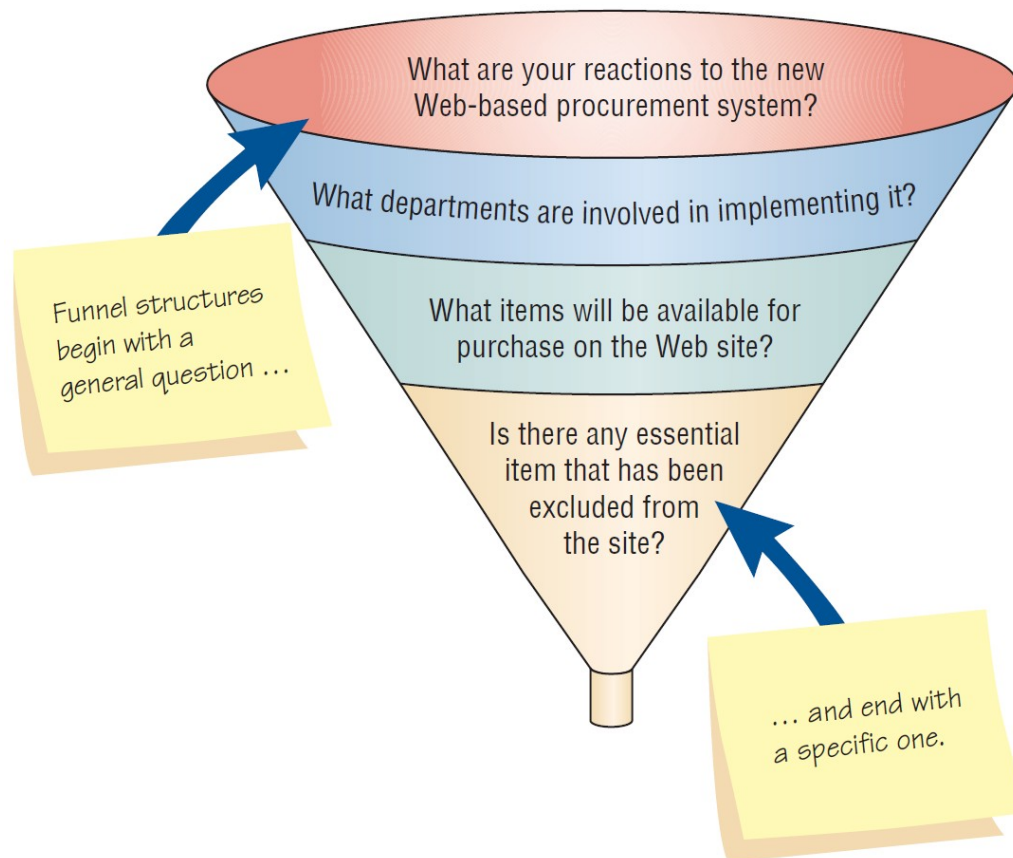 What are your reactions to the new
Web-based procurement system?
What departments are involved in implementing it?
Funnel structures
begin with a
general question …
What items will be available for
purchase on the Web site?
Is there any essential
item that has been
excluded from
the site?
… and end with
a specific one.